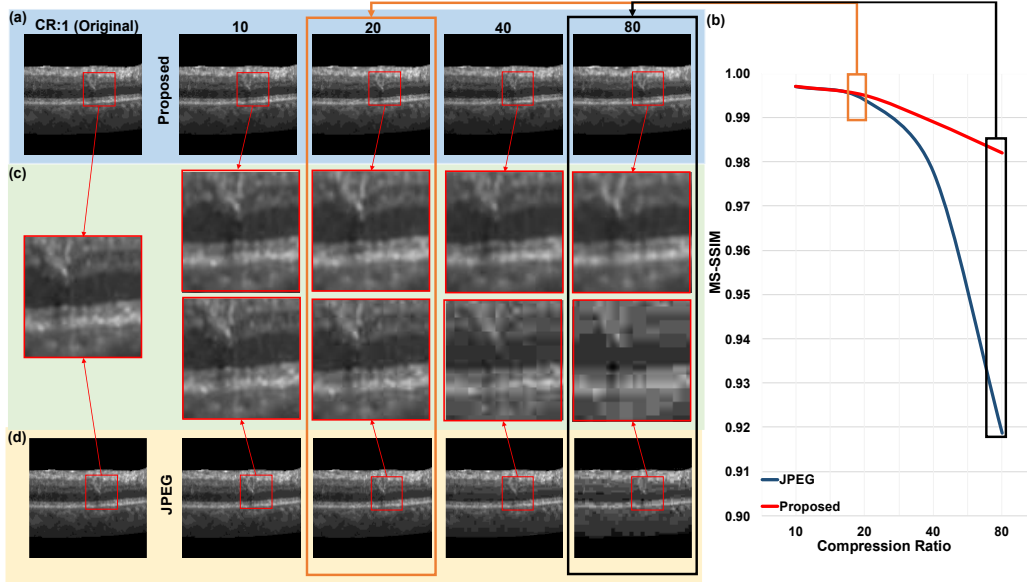 (a) CR:1 (Original) 10 20 40 80
Proposed
(c)
(d)
JPEG
(b)
1.00
0.99
0.98
0.97
0.96
0.95
0.94
0.93
0.92
0.91
0.90
MS-SSIM
JPEG
Proposed
10 20 40 80
Compression Ratio